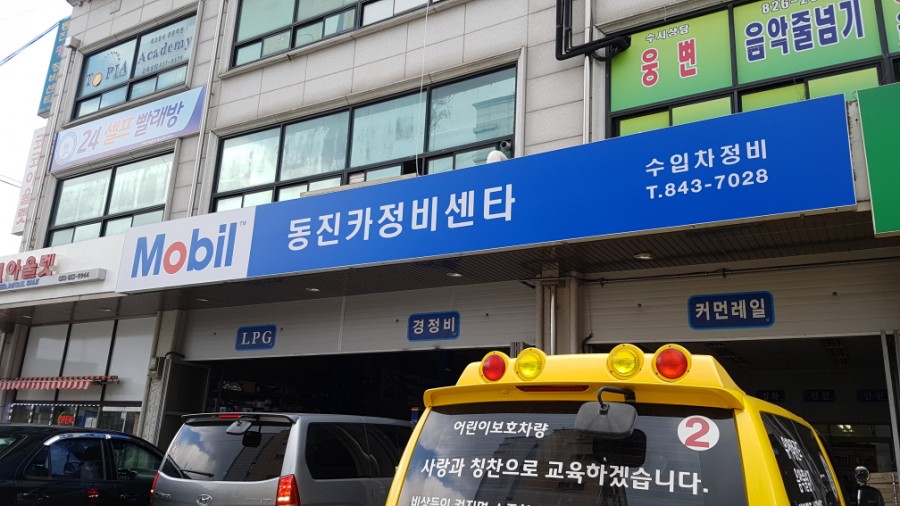 Academy
24 셀프 빨래방
수시상담
웅변
음악줄넘기
Mobil™
동진카정비센타
수입차정비
T.843-7028
LPG
경정비
커먼레일
어린이보호차량
2
사랑과 칭찬으로 교육하겠습니다.